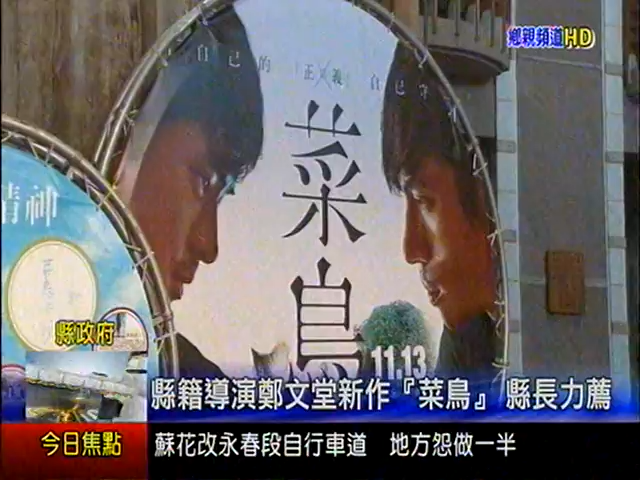 鄉親頻道HD
自己的「正義」自己守
菜鳥
11.13
精神
縣政府
縣籍導演鄭文堂新作『菜鳥』 縣長力薦
今日焦點
蘇花改永春段自行車道 地方怨做一半